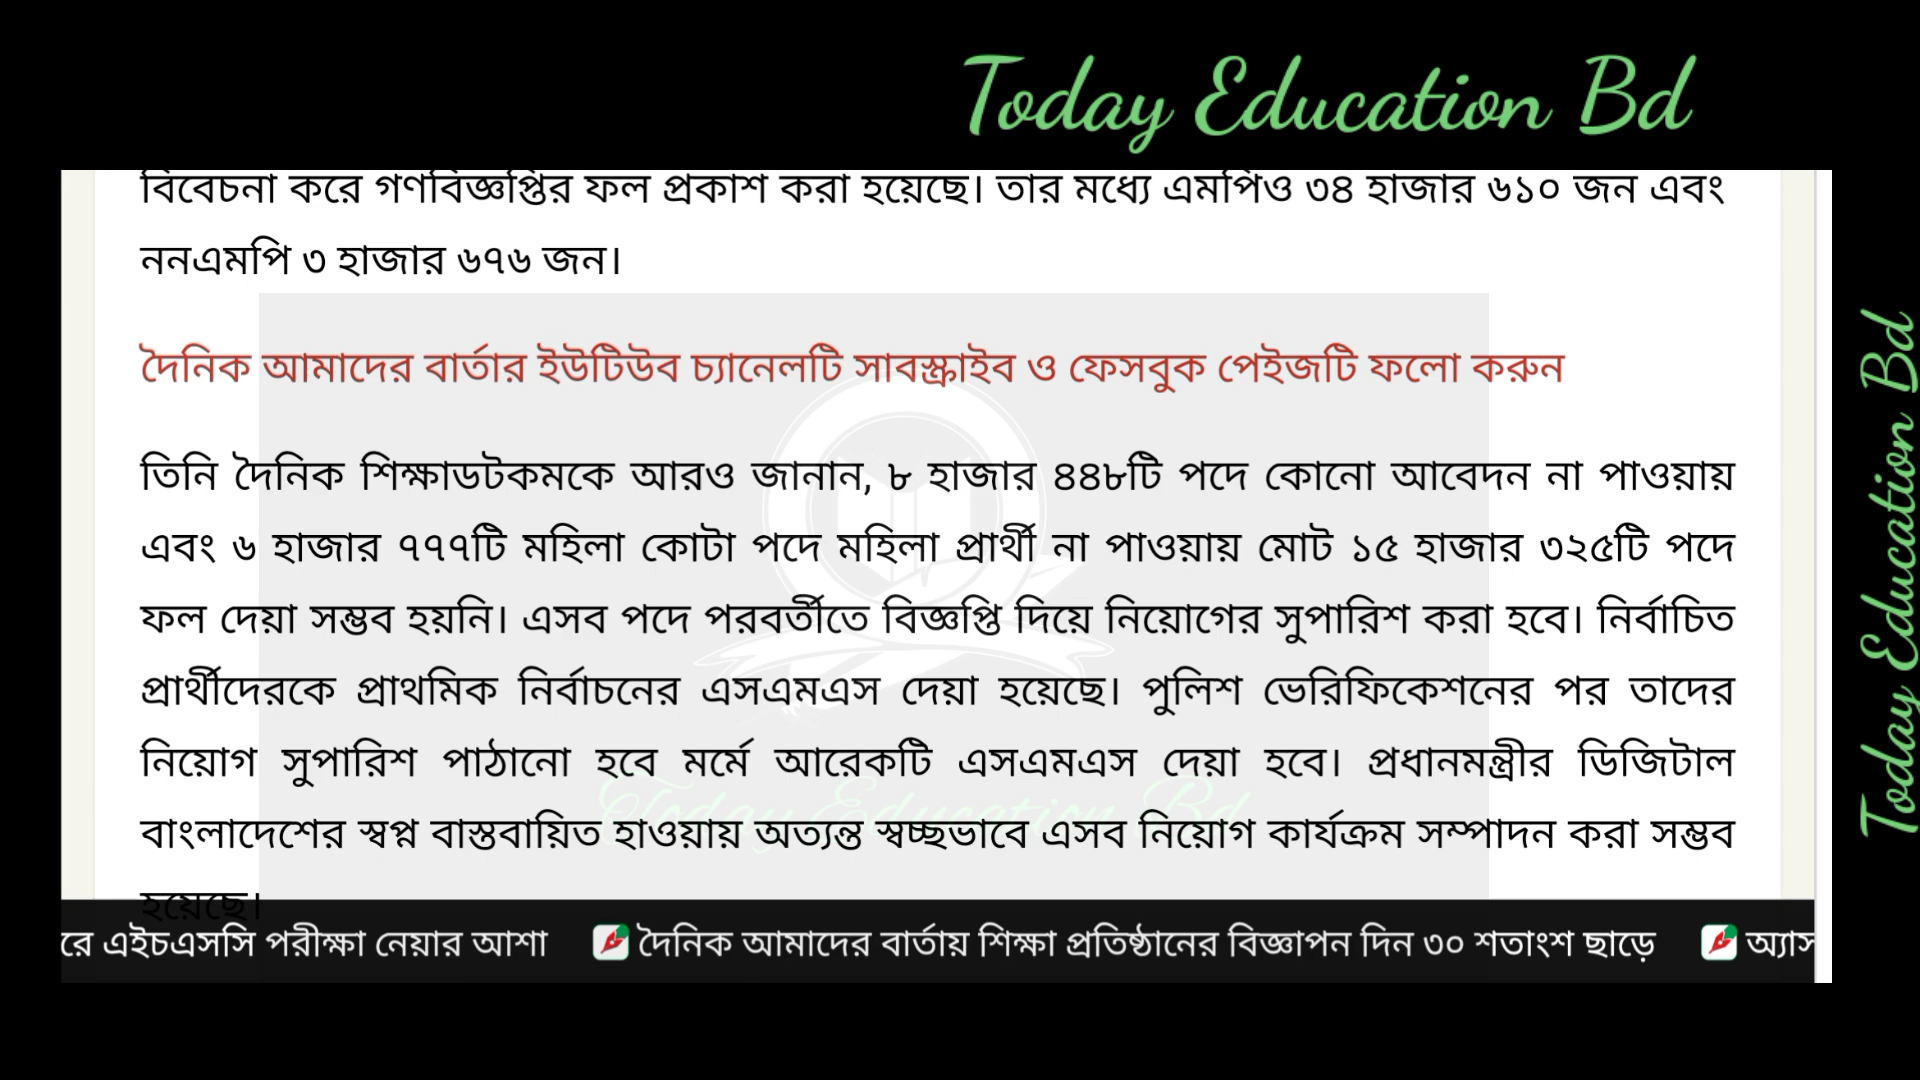 Today Education Bd
বিবেচনা করে গণবিজ্ঞপ্তির ফল প্রকাশ করা হয়েছে। তার মধ্যে এমপিও ৩৪ হাজার ৬১০ জন এবং
ননএমপি ৩ হাজার ৬৭৬ জন।
দৈনিক আমাদের বার্তার ইউটিউব চ্যানেলটি সাবস্ক্রাইব ও ফেসবুক পেইজটি ফলো করুন
তিনি দৈনিক শিক্ষাডটকমকে আরও জানান, ৮ হাজার ৪৪৮টি পদে কোনো আবেদন না পাওয়ায়
এবং ৬ হাজার ৭৭৭টি মহিলা কোটা পদে মহিলা প্রার্থী না পাওয়ায় মোট ১৫ হাজার ৩২৫টি পদে
ফল দেয়া সম্ভব হয়নি। এসব পদে পরবর্তীতে বিজ্ঞপ্তি দিয়ে নিয়োগের সুপারিশ করা হবে। নির্বাচিত
প্রার্থীদেরকে প্রাথমিক নির্বাচনের এসএমএস দেয়া হয়েছে। পুলিশ ভেরিফিকেশনের পর তাদের
নিয়োগ সুপারিশ পাঠানো হবে মর্মে আরেকটি এসএমএস দেয়া হবে। প্রধানমন্ত্রীর ডিজিটাল
বাংলাদেশের স্বপ্ন বাস্তবায়িত হাওয়ায় অত্যন্ত স্বচ্ছভাবে এসব নিয়োগ কার্যক্রম সম্পাদন করা সম্ভব
হয়েছে।
Today Education Bd
রে এইচএসসি পরীক্ষা নেয়ার আশা দৈনিক আমাদের বার্তায় শিক্ষা প্রতিষ্ঠানের বিজ্ঞাপন দিন ৩০ শতাংশ ছাড়ে অ্যাস
Today Education Bd